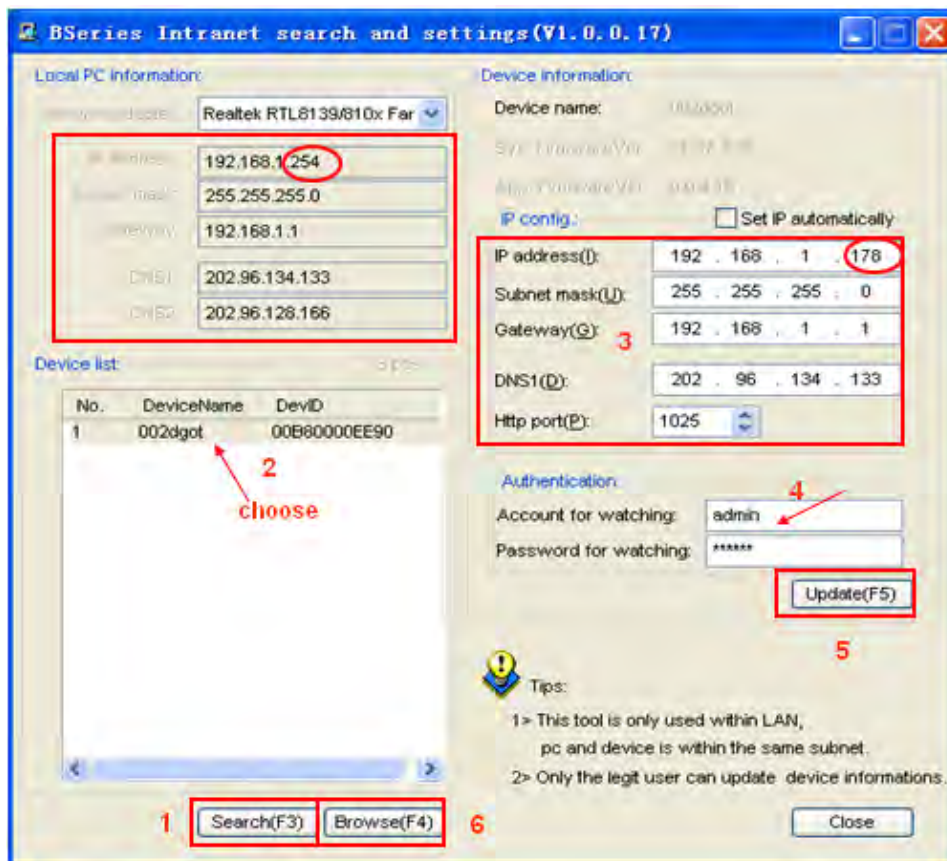 BSeries Intranet search and settings(V1.0.0.17)
Local PC information:
Realtek RTL8139/810x Far
IP Address:
192.168.1.254
Subnet mask:
255.255.255.0
Gateway:
192.168.1.1
DNS1:
202.96.134.133
DNS2:
202.96.128.166
Device list:
No. DeviceName DevID
1 002dgot 00B80000EE90
2
choose
1 Search(F3) Browse(F4) 6
Device information:
Device name: 002dgot
IP config.: Set IP automatically
IP address(I): 192 . 168 . 1 . 178
Subnet mask(U): 255 . 255 . 255 . 0
Gateway(G): 192 . 168 . 1 . 1
3
DNS1(D): 202 . 96 . 134 . 133
Http port(P): 1025
Authentication
4
Account for watching: admin
Password for watching: ******
Update(F5)
5
Tips:
1> This tool is only used within LAN,
pc and device is within the same subnet.
2> Only the legit user can update device informations.
Close